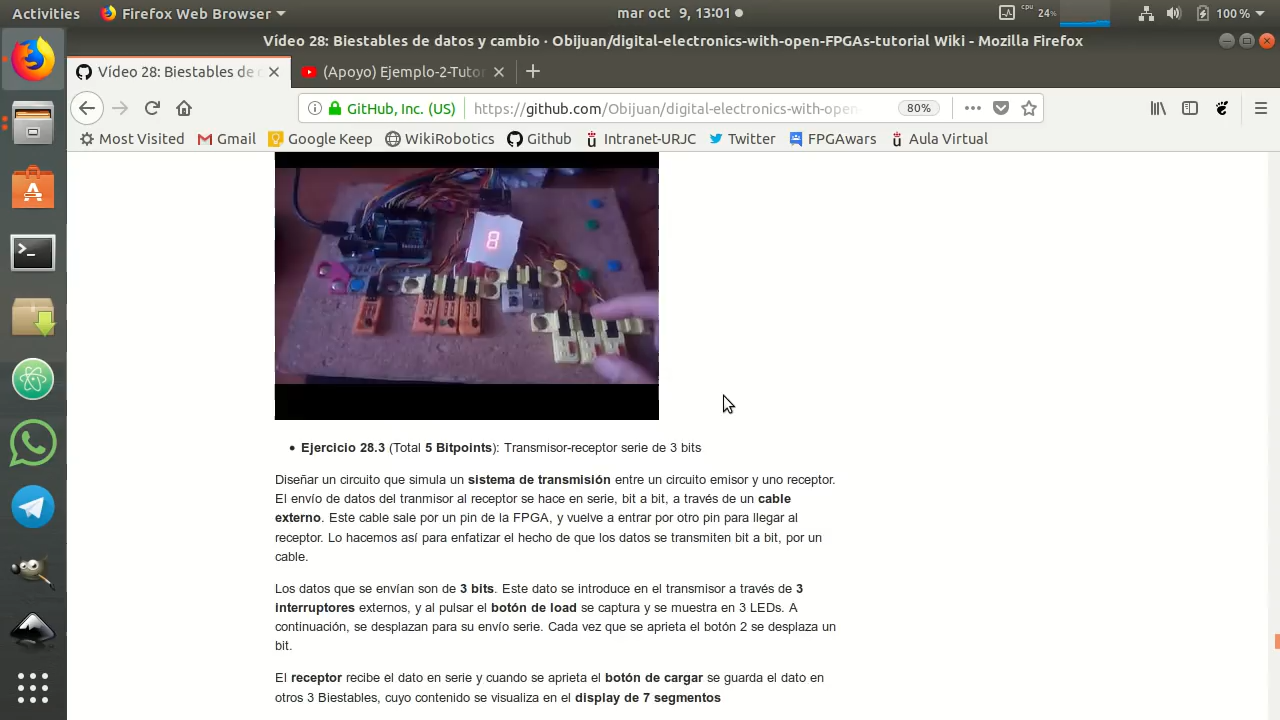 Activities Firefox Web Browser mar oct 9, 13:01 cpu 24% 100 %
Vídeo 28: Biestables de datos y cambio · Obijuan/digital-electronics-with-open-FPGAs-tutorial Wiki - Mozilla Firefox
Vídeo 28: Biestables de d (Apoyo) Ejemplo-2-Tuto
GitHub, Inc. (US) https://github.com/Obijuan/digital-electronics-with-open- 80%
Most Visited Gmail Google Keep WikiRobotics Github Intranet-URJC Twitter FPGAwars Aula Virtual
8
Ejercicio 28.3 (Total 5 Bitpoints): Transmisor-receptor serie de 3 bits
Diseñar un circuito que simula un sistema de transmisión entre un circuito emisor y uno receptor.
El envío de datos del tranmisor al receptor se hace en serie, bit a bit, a través de un cable
externo. Este cable sale por un pin de la FPGA, y vuelve a entrar por otro pin para llegar al
receptor. Lo hacemos así para enfatizar el hecho de que los datos se transmiten bit a bit, por un
cable.
Los datos que se envían son de 3 bits. Este dato se introduce en el transmisor a través de 3
interruptores externos, y al pulsar el botón de load se captura y se muestra en 3 LEDs. A
continuación, se desplazan para su envío serie. Cada vez que se aprieta el botón 2 se desplaza un
bit.
El receptor recibe el dato en serie y cuando se aprieta el botón de cargar se guarda el dato en
otros 3 Biestables, cuyo contenido se visualiza en el display de 7 segmentos